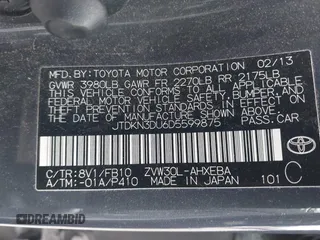 MFD. BY: TOYOTA MOTOR CORPORATION 02/13
GVWR 3980LB GAWR FR 2270LB RR 2175LB
THIS VEHICLE CONFORMS TO ALL APPLICABLE
FEDERAL MOTOR VEHICLE SAFETY, BUMPER, AND
THEFT PREVENTION STANDARDS IN EFFECT ON
THE DATE OF MANUFACTURE SHOWN ABOVE.
JTDKN3DU6D5599875 PASS.CAR
C/TR: 8V1/FB10 ZVW30L-AHXEBA
A/TM: -01A/P410 MADE IN JAPAN 101 C
TOYOTA
DREAMBID